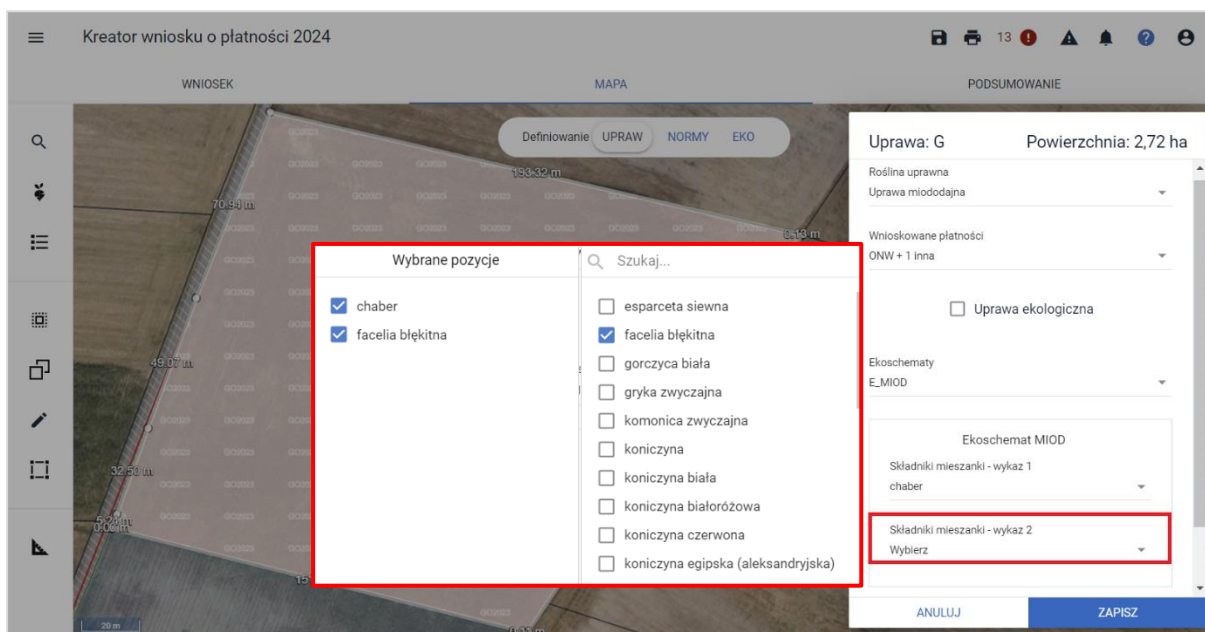 Kreator wniosku o płatności 2024
13
WNIOSEK
MAPA
PODSUMOWANIE
Definiowanie UPRAW NORMY EKO
193.32 m
70.94 m
0.13 m
49.07 m
32.50 m
20 m
Wybrane pozycje
chaber
facelia błękitna
Szukaj...
esparceta siewna
facelia błękitna
gorczyca biała
gryka zwyczajna
komonica zwyczajna
koniczyna
koniczyna biała
koniczyna białoróżowa
koniczyna czerwona
koniczyna egipska (aleksandryjska)
Uprawa: G
Powierzchnia: 2,72 ha
Roślina uprawna
Uprawa miododajna
Wnioskowane płatności
ONW + 1 inna
Uprawa ekologiczna
Ekoschematy
E_MIOD
Ekoschemat MIOD
Składniki mieszanki - wykaz 1
chaber
Składniki mieszanki - wykaz 2
Wybierz
ANULUJ
ZAPISZ